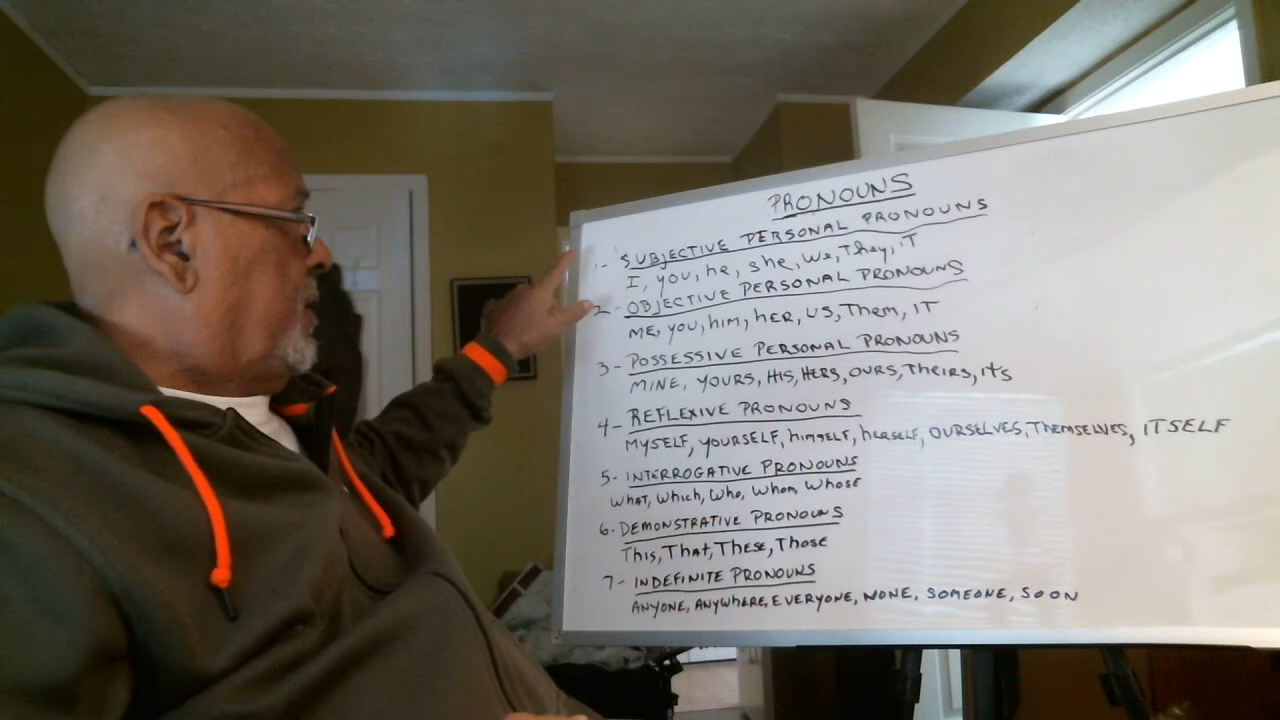 PRONOUNS
1- SUBJECTIVE PERSONAL PRONOUNS
I, you, he, she, We, They, iT
2- OBJECTIVE PERSONAL PRONOUNS
ME, you, him, HER, US, Them, IT
3- POSSESSIVE PERSONAL PRONOUNS
MINE, YOURS, HIS, HERS, OURS, Theirs, iT's
4- REFLEXIVE PRONOUNS
MYSELF, YOURSELF, himself, herself, OURSELVES, ThEMSELVES, ITSELF
5- INTERROGATIVE PRONOUNS
What, Which, Who, Whom, Whose
6- DEMONSTRATIVE PRONOUNS
This, That, These, Those
7- INDEFINITE PRONOUNS
ANYONE, ANYWhERE, EVERYONE, NONE, SOMEONE, SOON